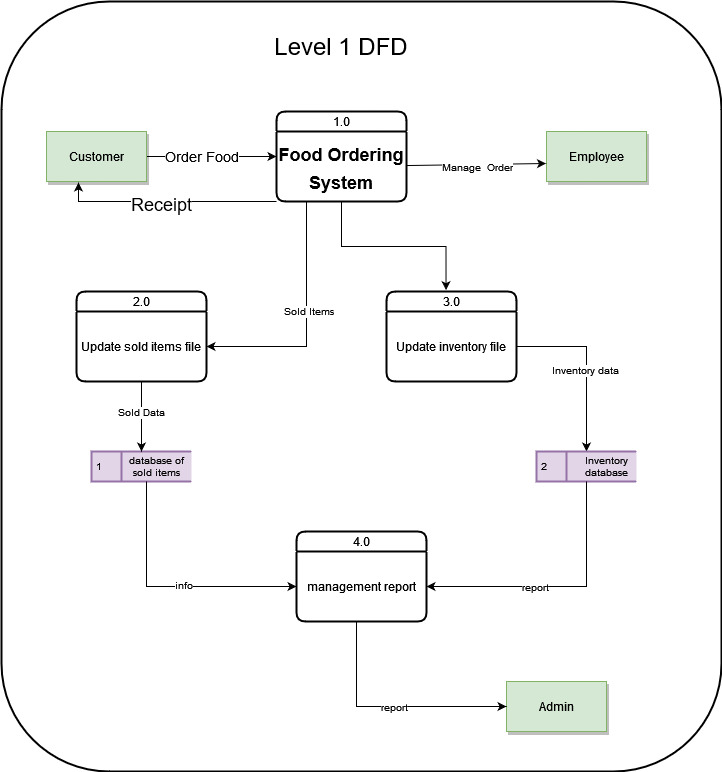 Level 1 DFD
1.0
Customer
Order Food
Food Ordering
System
Manage Order
Employee
Receipt
Sold Items
2.0
Update sold items file
3.0
Update inventory file
Inventory data
Sold Data
1
database of
sold items
2
Inventory
database
4.0
management report
info
report
report
Admin